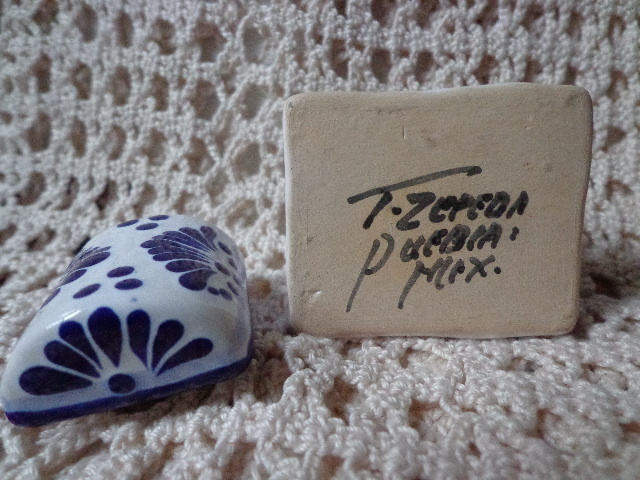 T. ZEPEDA
PUEBLA.
MEX.